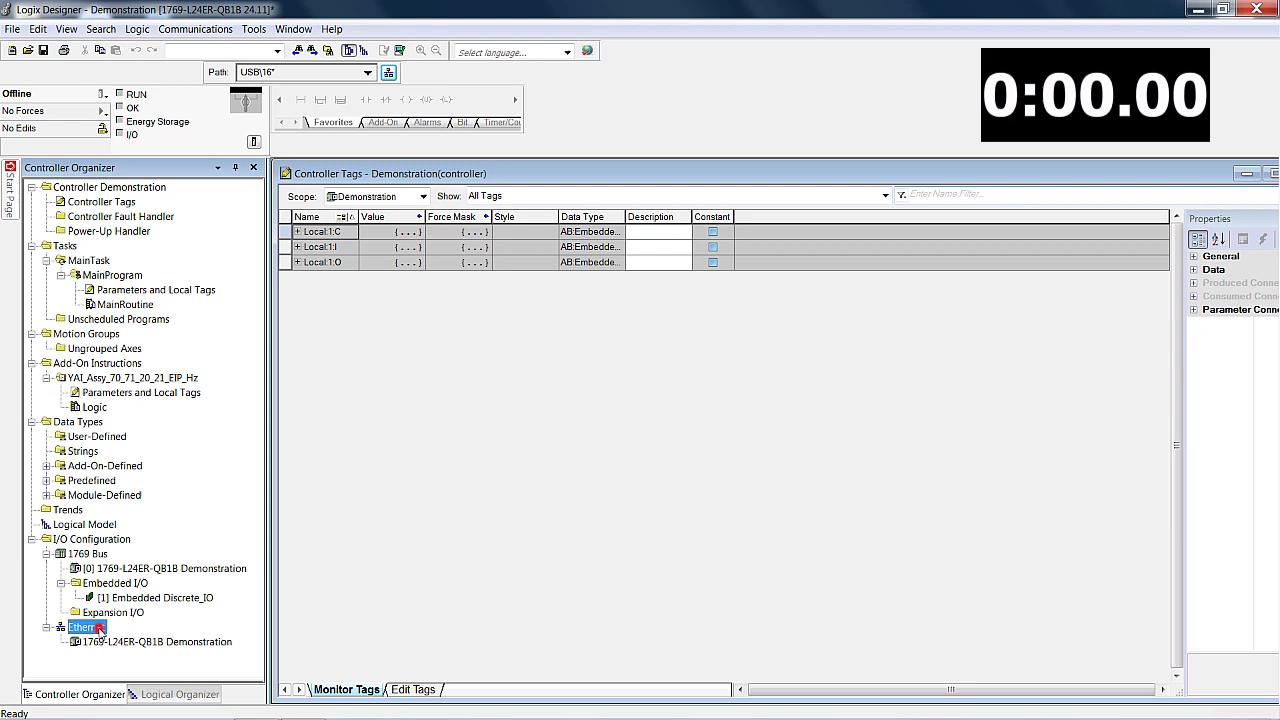 Logix Designer - Demonstration [1769-L24ER-QB1B 24.11]*
File Edit View Search Logic Communications Tools Window Help
Select language...
Path: USB\16*
0:00.00
Offline
RUN
No Forces
OK
No Edits
Energy Storage
I/O
Favorites Add-On Alarms Bit Timer/Cou
Start Page
Controller Organizer
Controller Demonstration
Controller Tags
Controller Fault Handler
Power-Up Handler
Tasks
MainTask
MainProgram
Parameters and Local Tags
MainRoutine
Unscheduled Programs
Motion Groups
Ungrouped Axes
Add-On Instructions
YAI_Assy_70_71_20_21_EIP_Hz
Parameters and Local Tags
Logic
Data Types
User-Defined
Strings
Add-On-Defined
Predefined
Module-Defined
Trends
Logical Model
I/O Configuration
1769 Bus
[0] 1769-L24ER-QB1B Demonstration
Embedded I/O
[1] Embedded Discrete_IO
Expansion I/O
1769-L24ER-QB1B Demonstration
Controller Organizer Logical Organizer
Controller Tags - Demonstration(controller)
Scope: Demonstration Show: All Tags Enter Name Filter...
Name Value Force Mask Style Data Type Description Constant
Local:1:C {...} {...} AB:Embedde...
Local:1:I {...} {...} AB:Embedde...
Local:1:O {...} {...} AB:Embedde...
Monitor Tags Edit Tags
Properties
General
Data
Produced Conne
Consumed Con
Parameter Conn
Ready